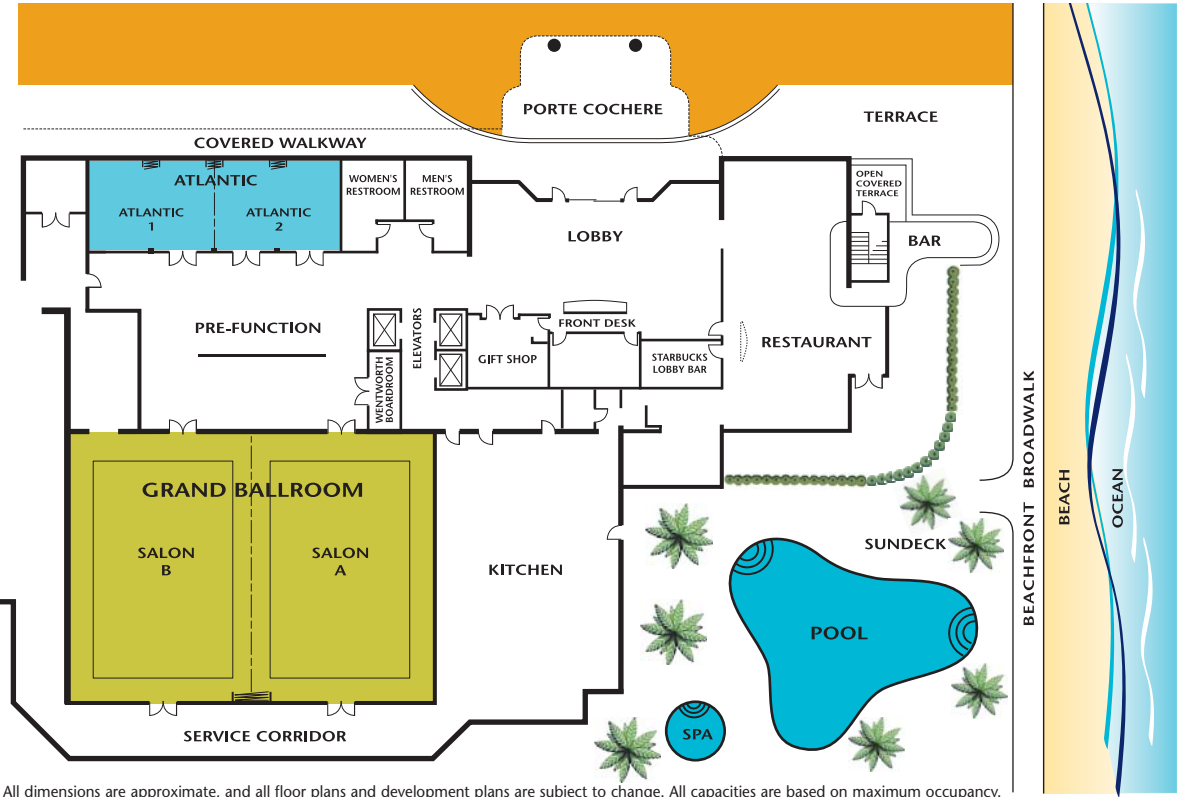 PORTE COCHERE
TERRACE
COVERED WALKWAY
ATLANTIC
ATLANTIC
1
ATLANTIC
2
WOMEN'S
RESTROOM
MEN'S
RESTROOM
OPEN
COVERED
TERRACE
LOBBY
BAR
PRE-FUNCTION
ELEVATORS
FRONT DESK
GIFT SHOP
STARBUCKS
LOBBY BAR
RESTAURANT
WENTWORTH
BOARDROOM
GRAND BALLROOM
SALON
B
SALON
A
KITCHEN
SUNDECK
POOL
SPA
SERVICE CORRIDOR
BEACHFRONT BROADWALK
BEACH
OCEAN
All dimensions are approximate, and all floor plans and development plans are subject to change. All capacities are based on maximum occupancy.